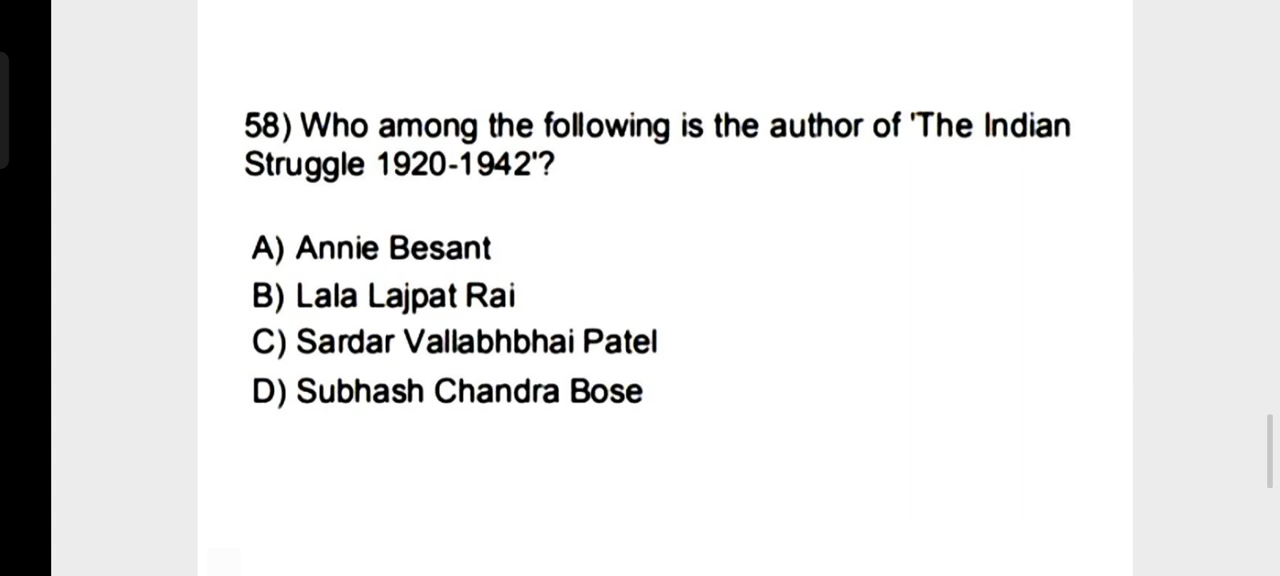 58) Who among the following is the author of 'The Indian
Struggle 1920-1942'?
A) Annie Besant
B) Lala Lajpat Rai
C) Sardar Vallabhbhai Patel
D) Subhash Chandra Bose